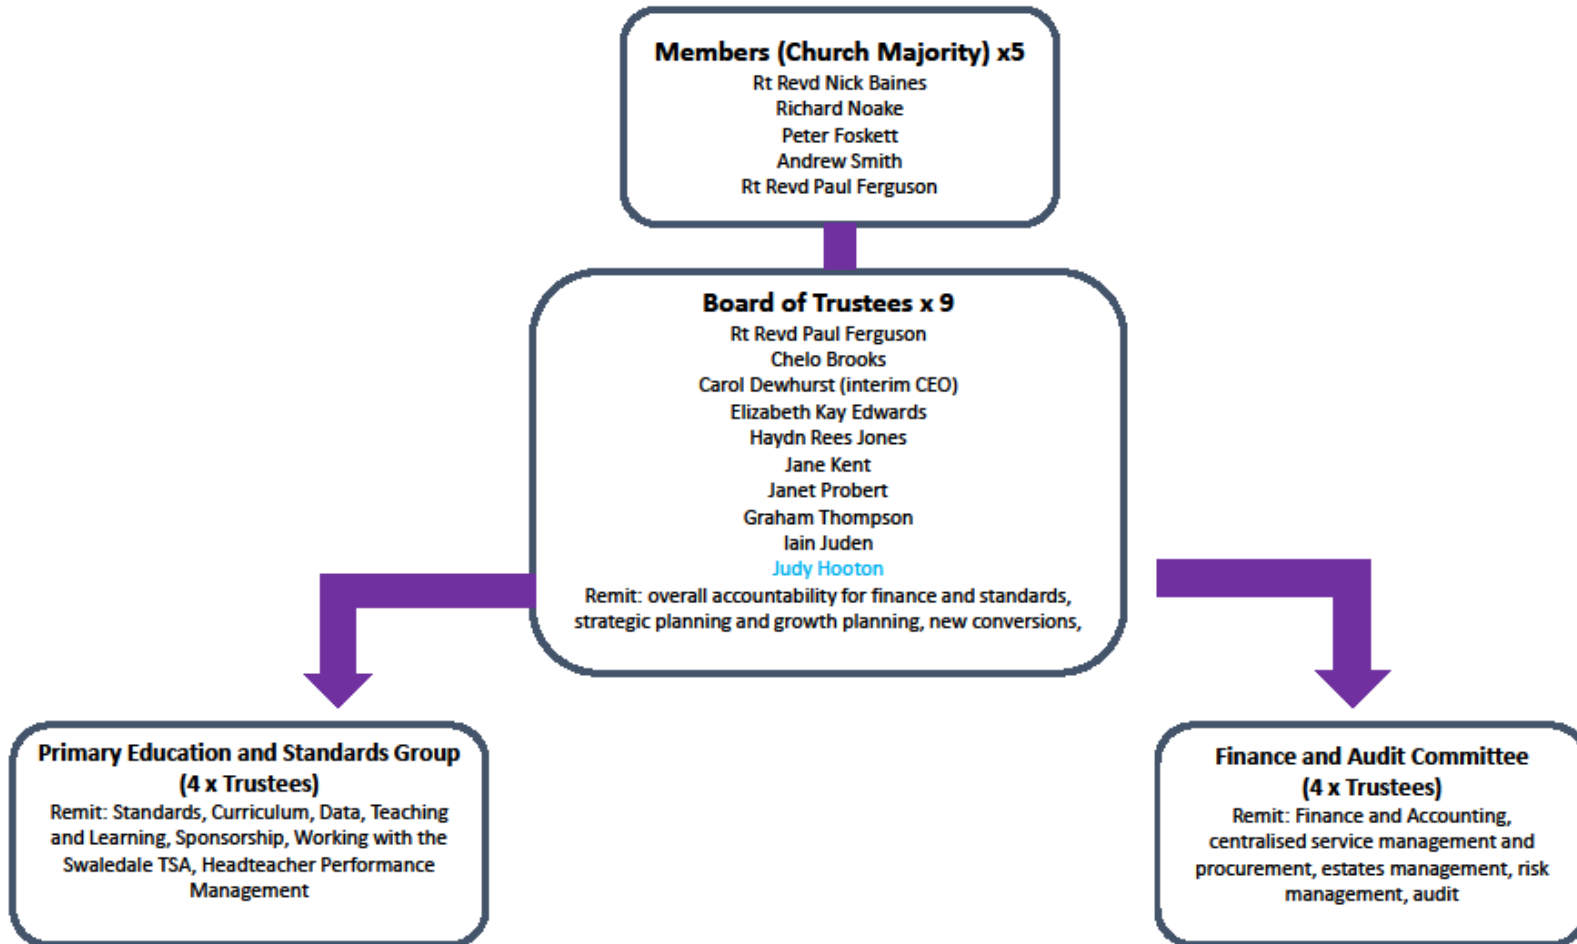 Members (Church Majority) x5
Rt Revd Nick Baines
Richard Noake
Peter Foskett
Andrew Smith
Rt Revd Paul Ferguson
Board of Trustees x 9
Rt Revd Paul Ferguson
Chelo Brooks
Carol Dewhurst (interim CEO)
Elizabeth Kay Edwards
Haydn Rees Jones
Jane Kent
Janet Probert
Graham Thompson
Iain Juden
Judy Hooton
Remit: overall accountability for finance and standards,
strategic planning and growth planning, new conversions,
Primary Education and Standards Group
(4 x Trustees)
Remit: Standards, Curriculum, Data, Teaching
and Learning, Sponsorship, Working with the
Swaledale TSA, Headteacher Performance
Management
Finance and Audit Committee
(4 x Trustees)
Remit: Finance and Accounting,
centralised service management and
procurement, estates management, risk
management, audit